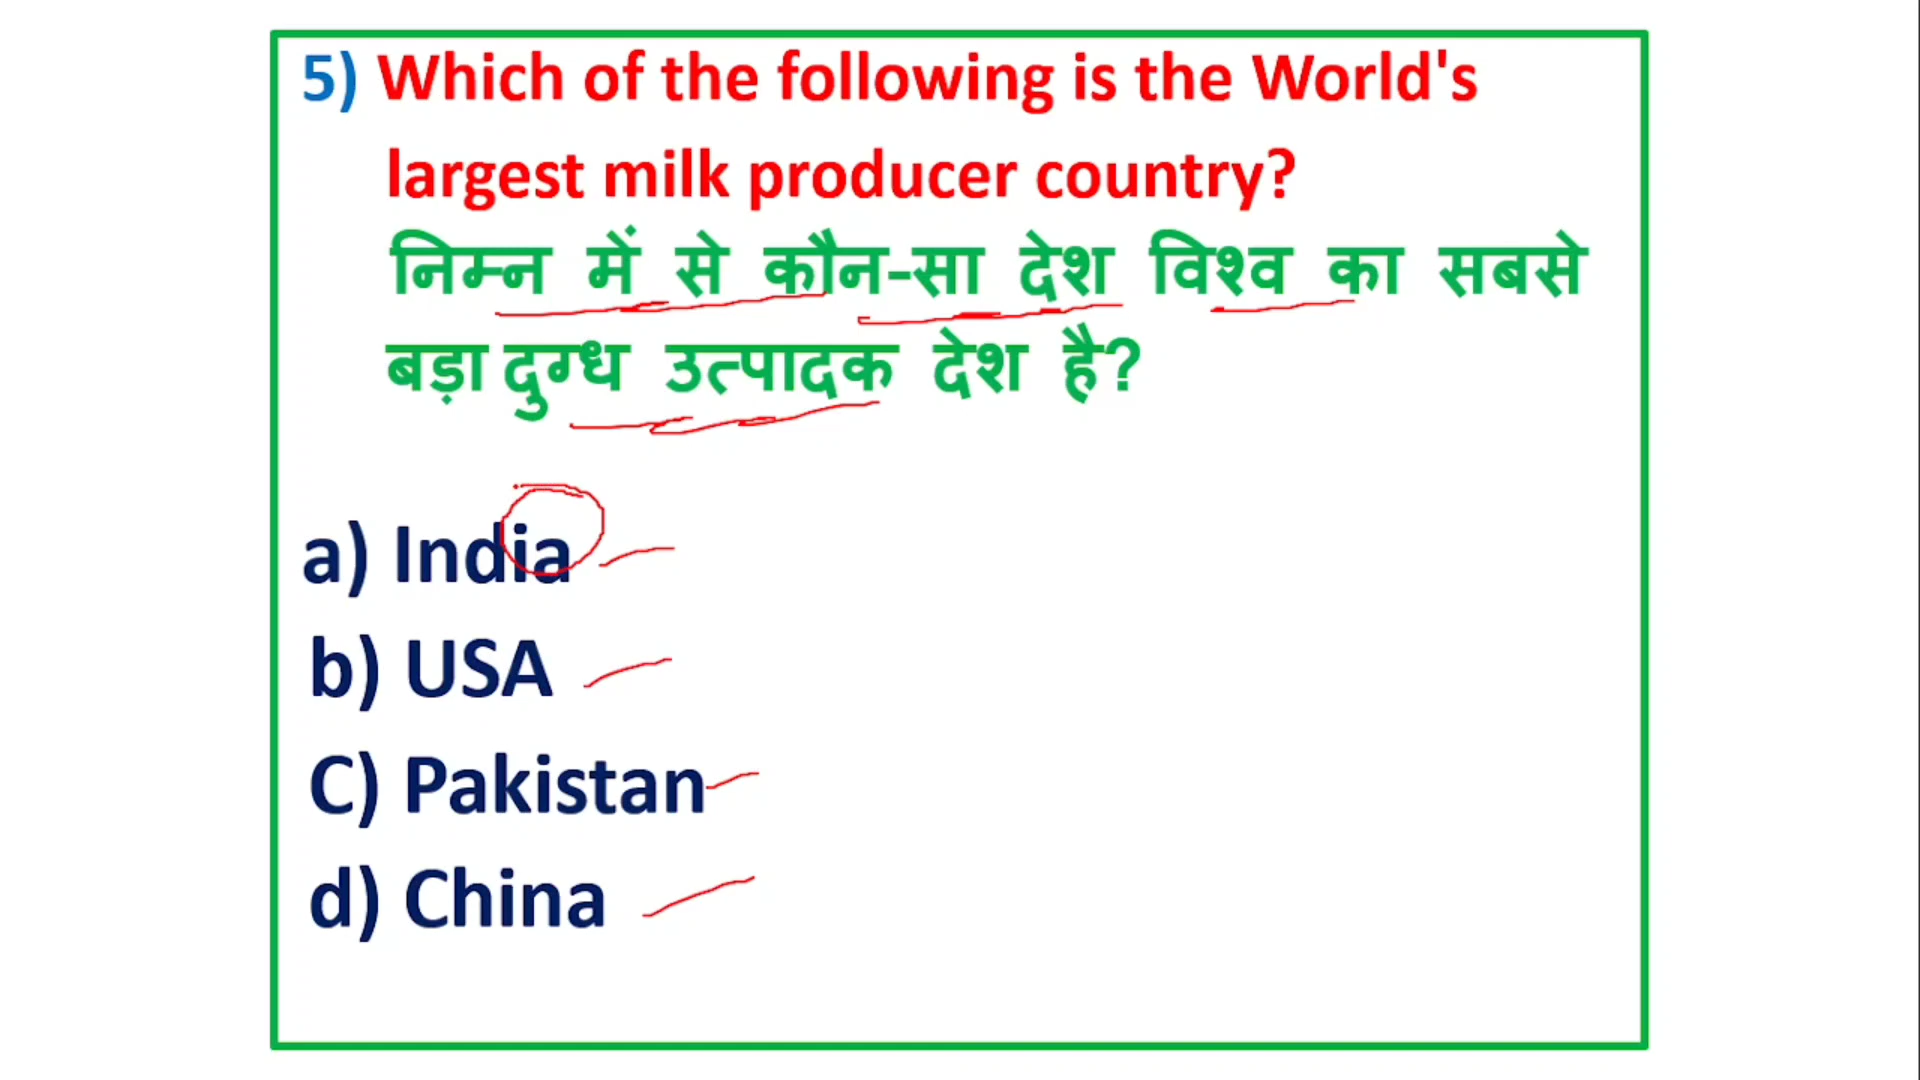 5) Which of the following is the World's
largest milk producer country?
निम्न में से कौन-सा देश विश्व का सबसे
बड़ा दुग्ध उत्पादक देश है?
a) India
b) USA
C) Pakistan
d) China